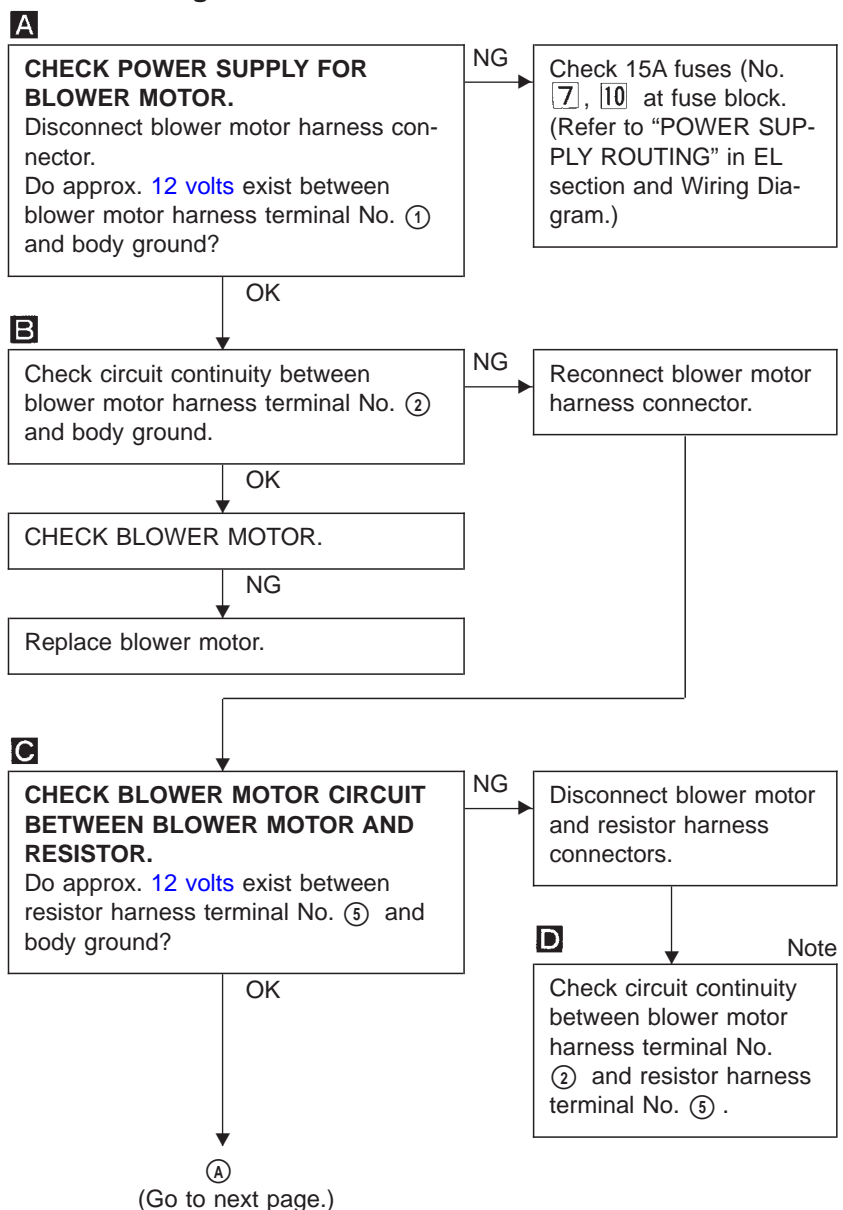 A
CHECK POWER SUPPLY FOR
BLOWER MOTOR.
Disconnect blower motor harness con-
nector.
Do approx. 12 volts exist between
blower motor harness terminal No. ①
and body ground?
NG
Check 15A fuses (No.
7, 10 at fuse block.
(Refer to “POWER SUP-
PLY ROUTING” in EL
section and Wiring Dia-
gram.)
OK
B
Check circuit continuity between
blower motor harness terminal No. ②
and body ground.
NG
Reconnect blower motor
harness connector.
OK
CHECK BLOWER MOTOR.
NG
Replace blower motor.
C
CHECK BLOWER MOTOR CIRCUIT
BETWEEN BLOWER MOTOR AND
RESISTOR.
Do approx. 12 volts exist between
resistor harness terminal No. ⑤ and
body ground?
NG
Disconnect blower motor
and resistor harness
connectors.
D
Note
Check circuit continuity
between blower motor
harness terminal No.
② and resistor harness
terminal No. ⑤ .
OK
Ⓐ
(Go to next page.)